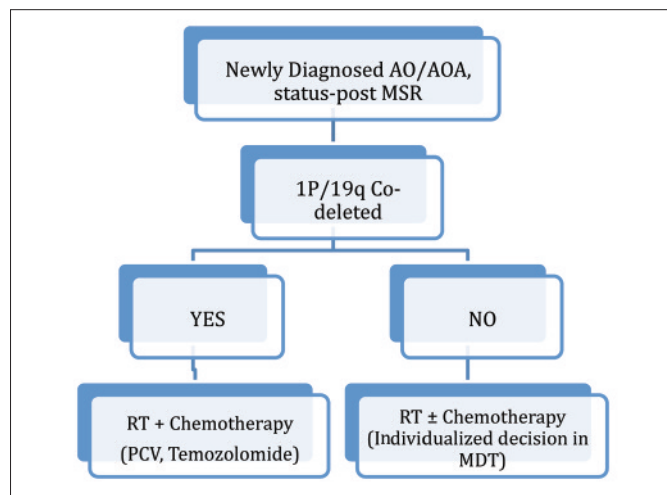 Newly Diagnosed AO/AOA,
status-post MSR
1P/19q Co-
deleted
YES
NO
RT + Chemotherapy
(PCV, Temozolomide)
RT ± Chemotherapy
(Individualized decision in
MDT)